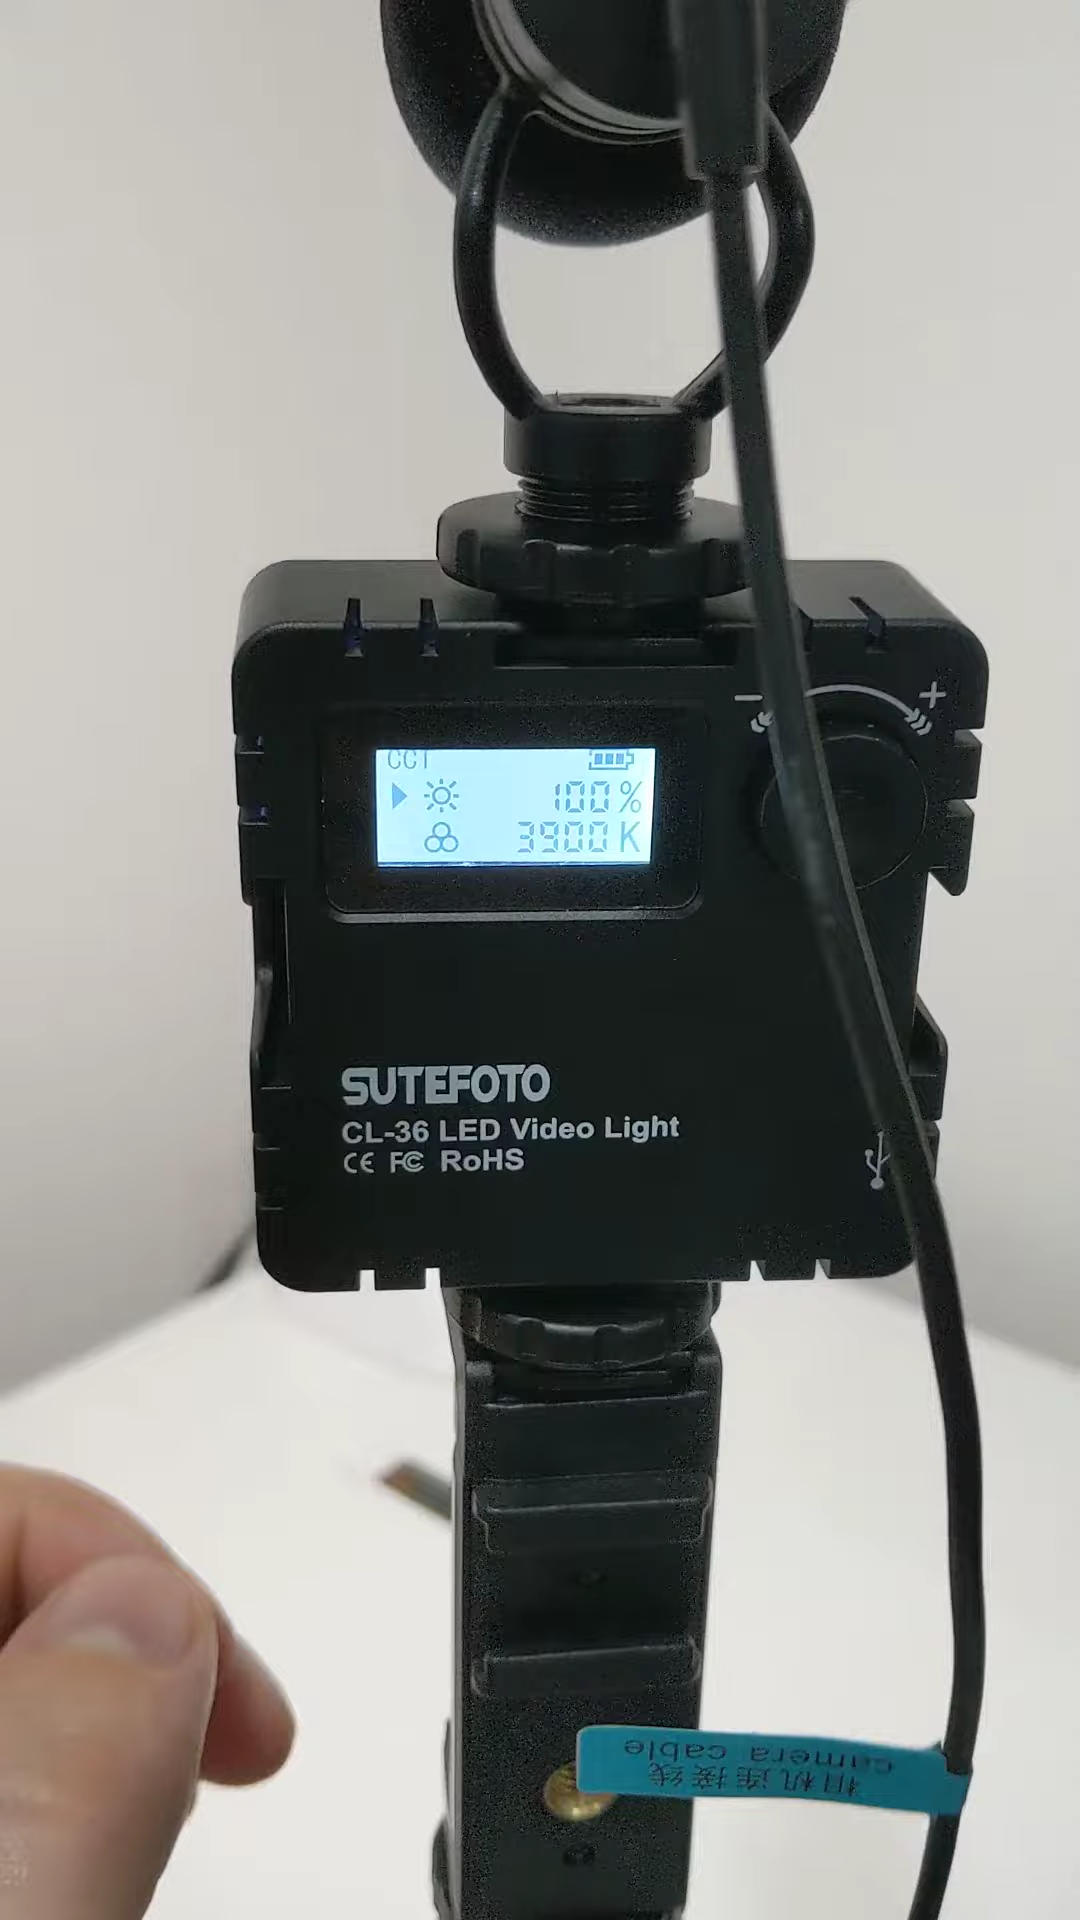 CCT
100%
3900K
- +
SUTEFOTO
CL-36 LED Video Light
CE FC RoHS
相机连接线
camera cable